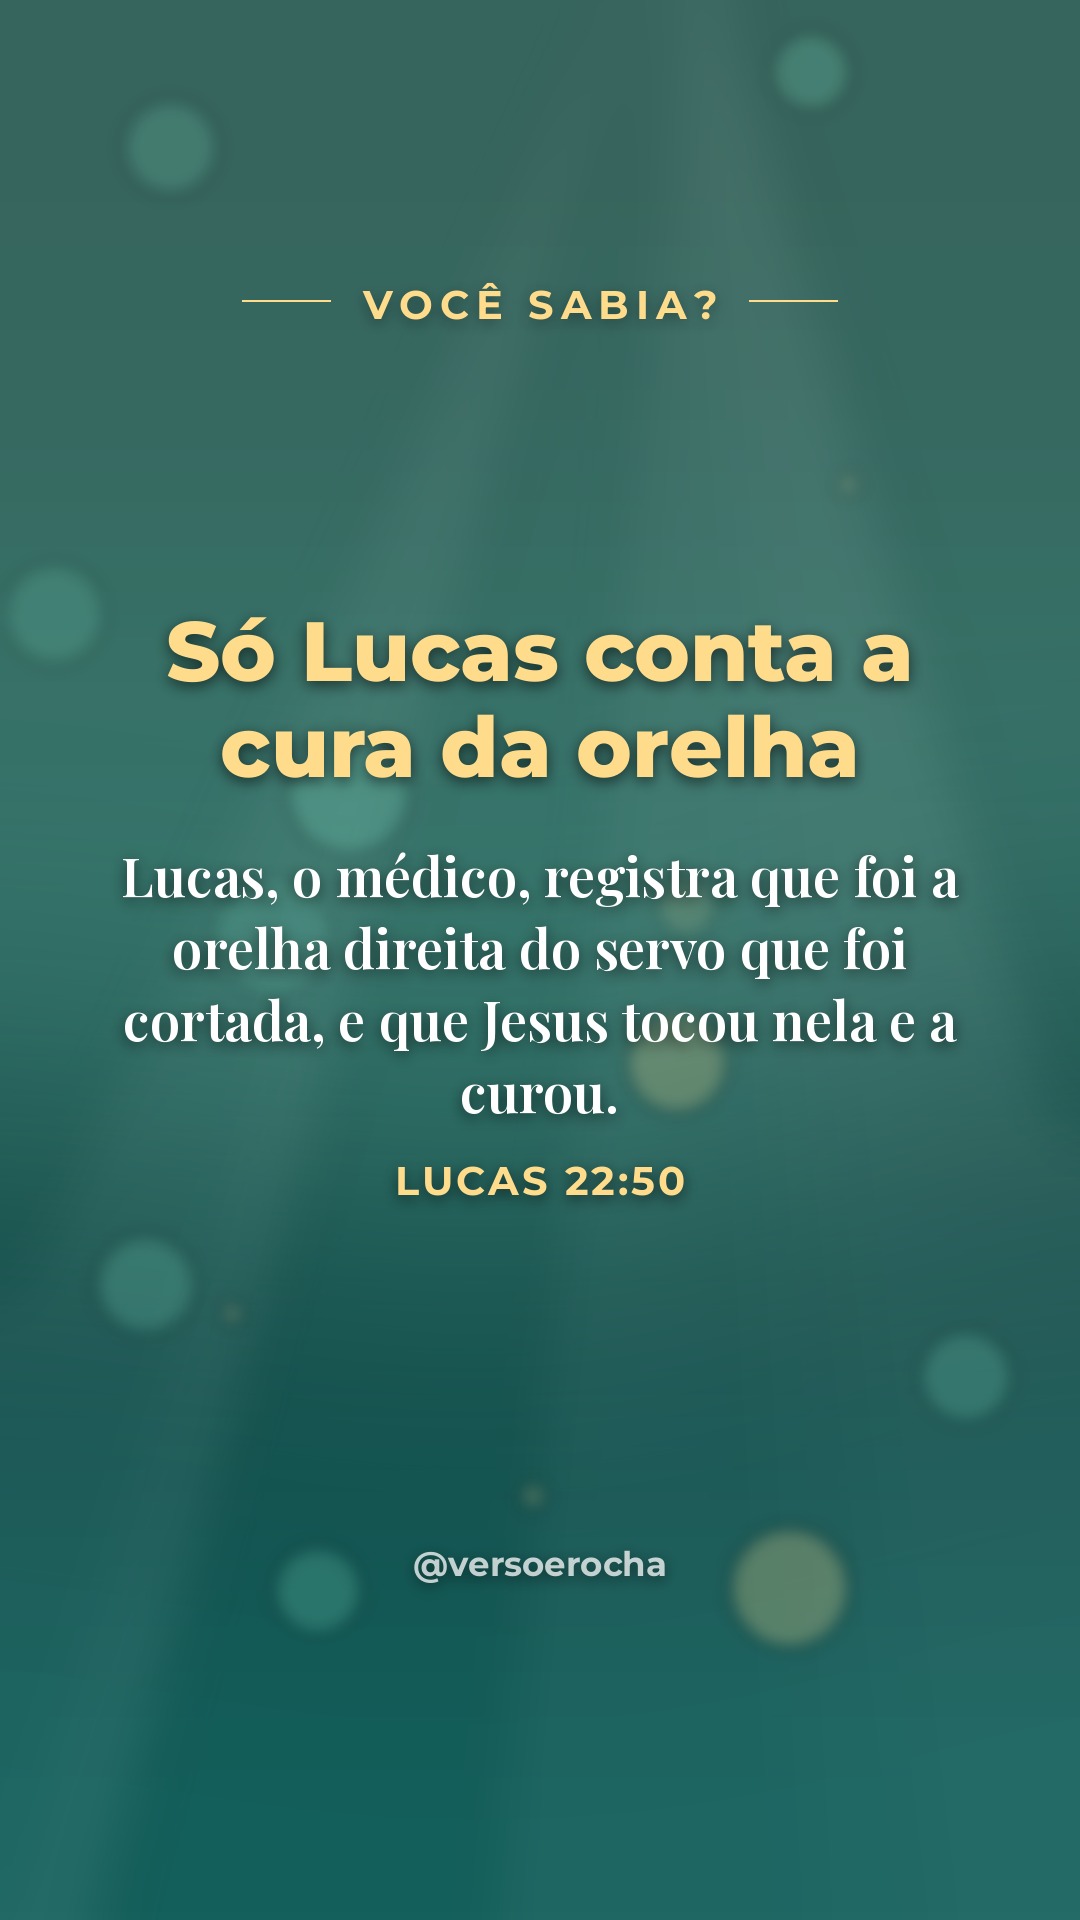 VOCÊ SABIA?
Só Lucas conta a
cura da orelha
Lucas, o médico, registra que foi a
orelha direita do servo que foi
cortada, e que Jesus tocou nela e a
curou.
LUCAS 22:50
@versoerocha